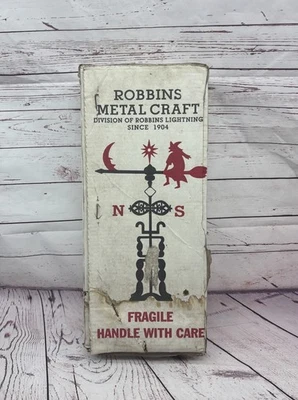 ROBBINS
METAL CRAFT
DIVISION OF ROBBINS LIGHTNING
SINCE 1904
N S
FRAGILE
HANDLE WITH CARE